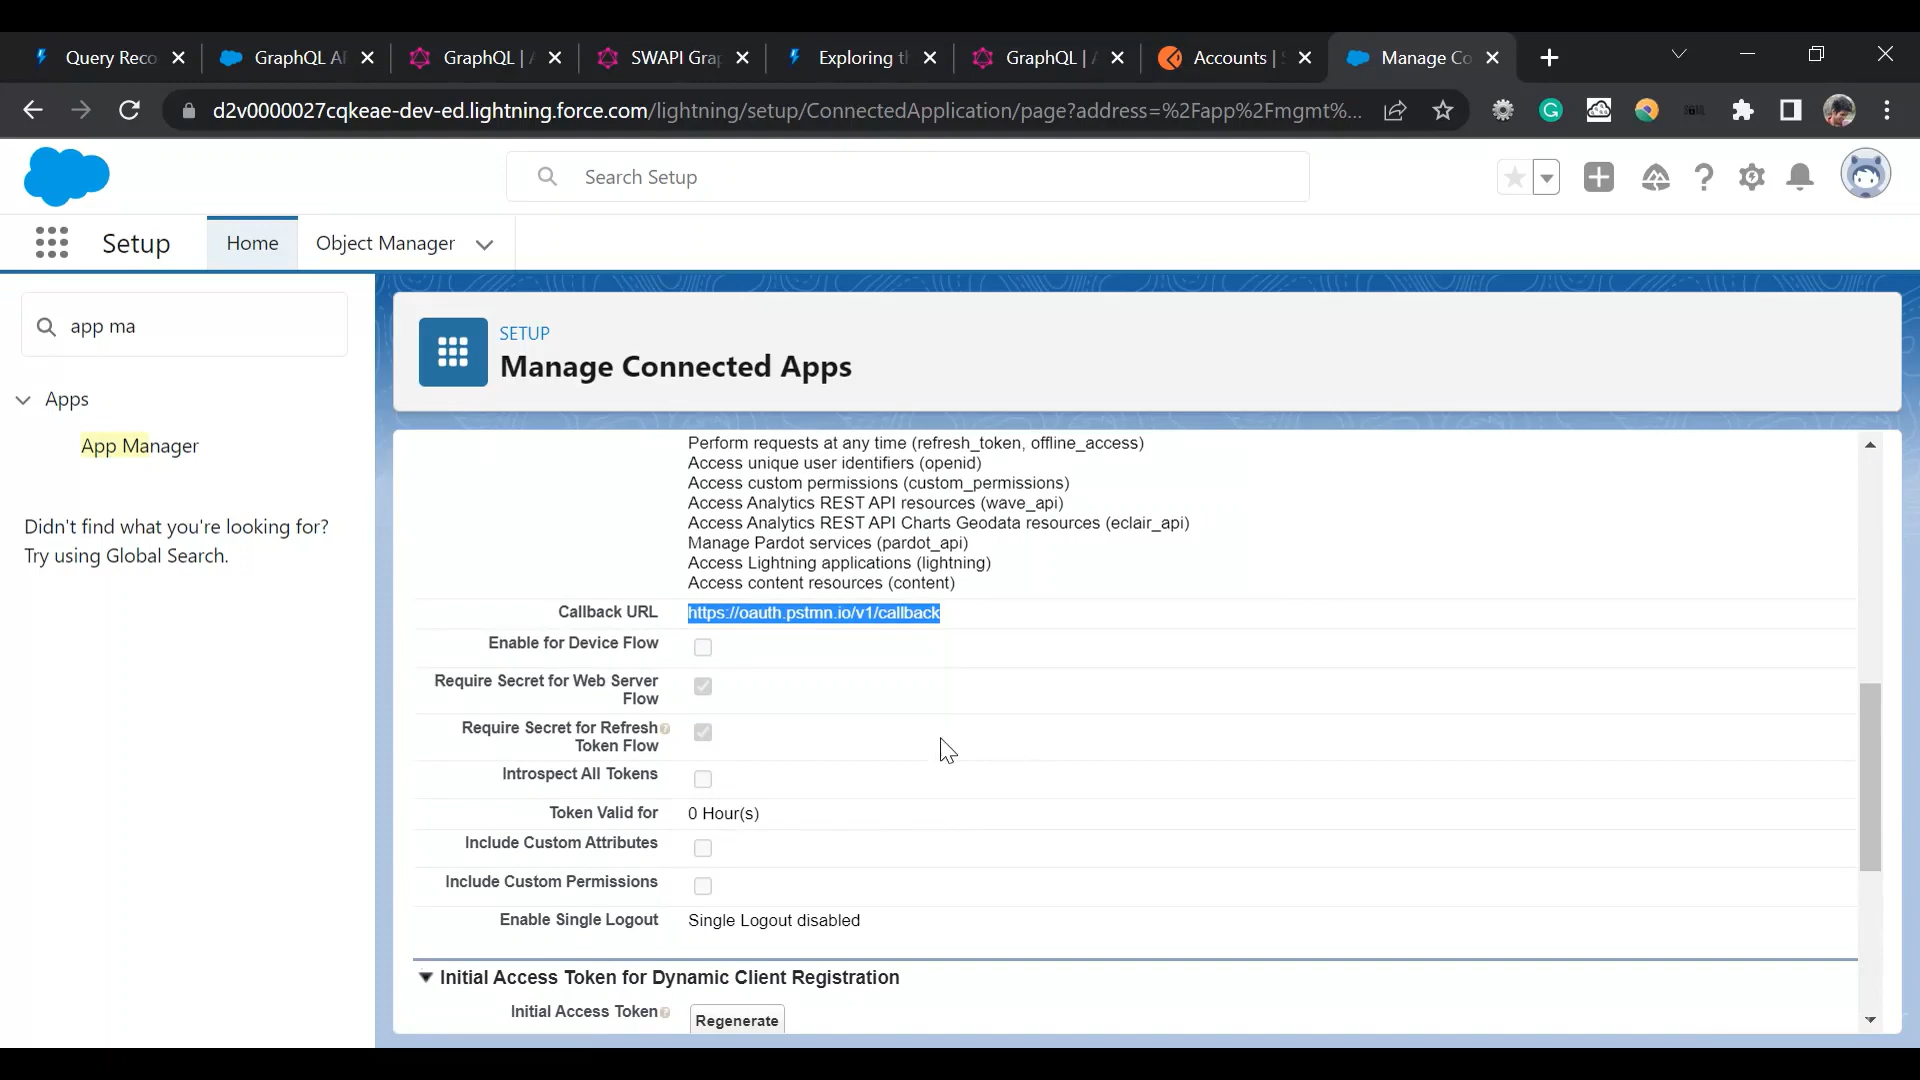 Query Reco
GraphQL AI
GraphQL | A
SWAPI Gra
Exploring t
GraphQL | A
Accounts |
Manage Co
d2v0000027cqkeae-dev-ed.lightning.force.com/lightning/setup/ConnectedApplication/page?address=%2Fapp%2Fmgmt%...
Search Setup
Setup
Home
Object Manager
app ma
Apps
App Manager
Didn't find what you're looking for?
Try using Global Search.
SETUP
Manage Connected Apps
Perform requests at any time (refresh_token, offline_access)
Access unique user identifiers (openid)
Access custom permissions (custom_permissions)
Access Analytics REST API resources (wave_api)
Access Analytics REST API Charts Geodata resources (eclair_api)
Manage Pardot services (pardot_api)
Access Lightning applications (lightning)
Access content resources (content)
Callback URL https://oauth.pstmn.io/v1/callback
Enable for Device Flow
Require Secret for Web Server
Flow
Require Secret for Refresh
Token Flow
Introspect All Tokens
Token Valid for 0 Hour(s)
Include Custom Attributes
Include Custom Permissions
Enable Single Logout Single Logout disabled
Initial Access Token for Dynamic Client Registration
Initial Access Token Regenerate